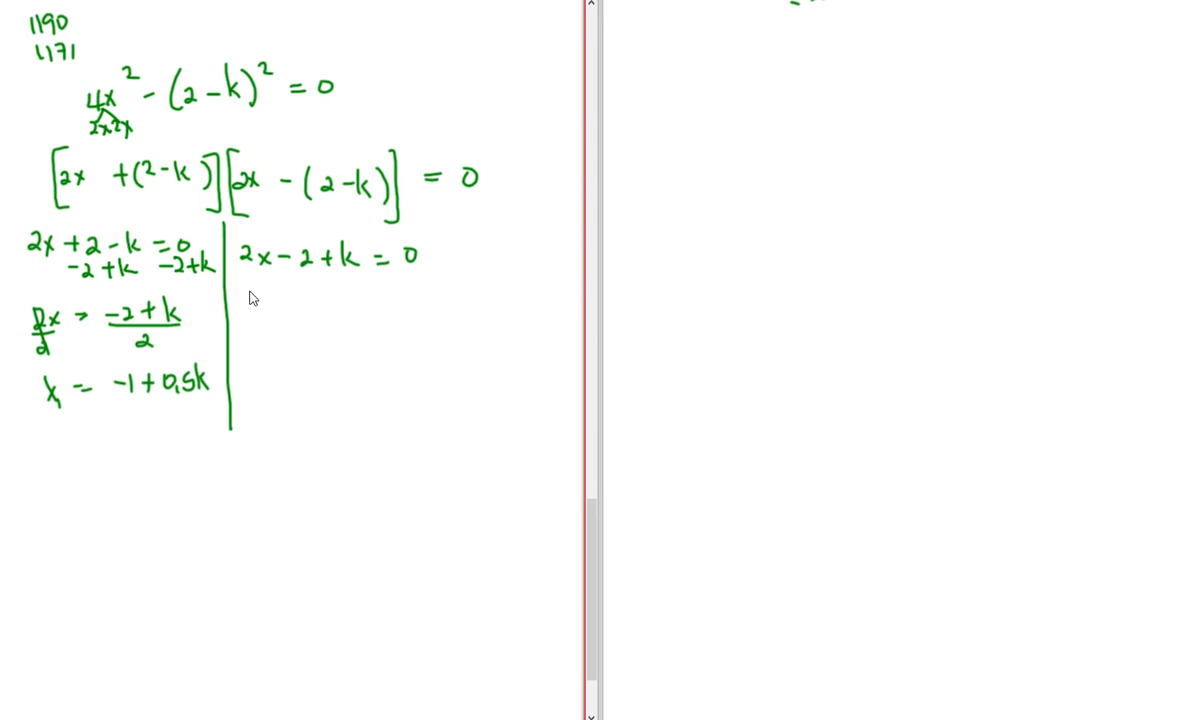 1190
1171
4x² - (2-k)² = 0
2x 2x
[2x +(2-k)][2x - (2-k)] = 0
2x + 2 - k = 0
-2 + k -2+k
2x = -2 + k
2 2
x₁ = -1 + 0,5k
2x - 2 + k = 0